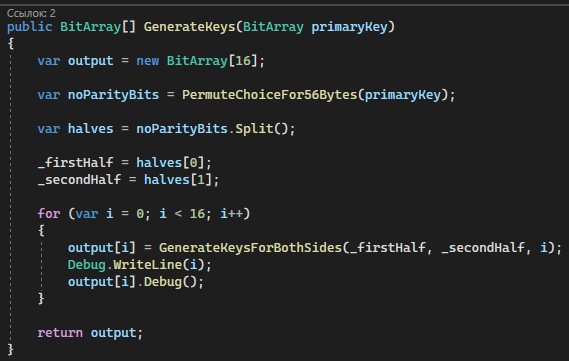 Ссылок: 2
public BitArray[] GenerateKeys(BitArray primaryKey)
{
var output = new BitArray[16];
var noParityBits = PermuteChoiceFor56Bytes(primaryKey);
var halves = noParityBits.Split();
_firstHalf = halves[0];
_secondHalf = halves[1];
for (var i = 0; i < 16; i++)
{
output[i] = GenerateKeysForBothSides(_firstHalf, _secondHalf, i);
Debug.WriteLine(i);
output[i].Debug();
}
return output;
}